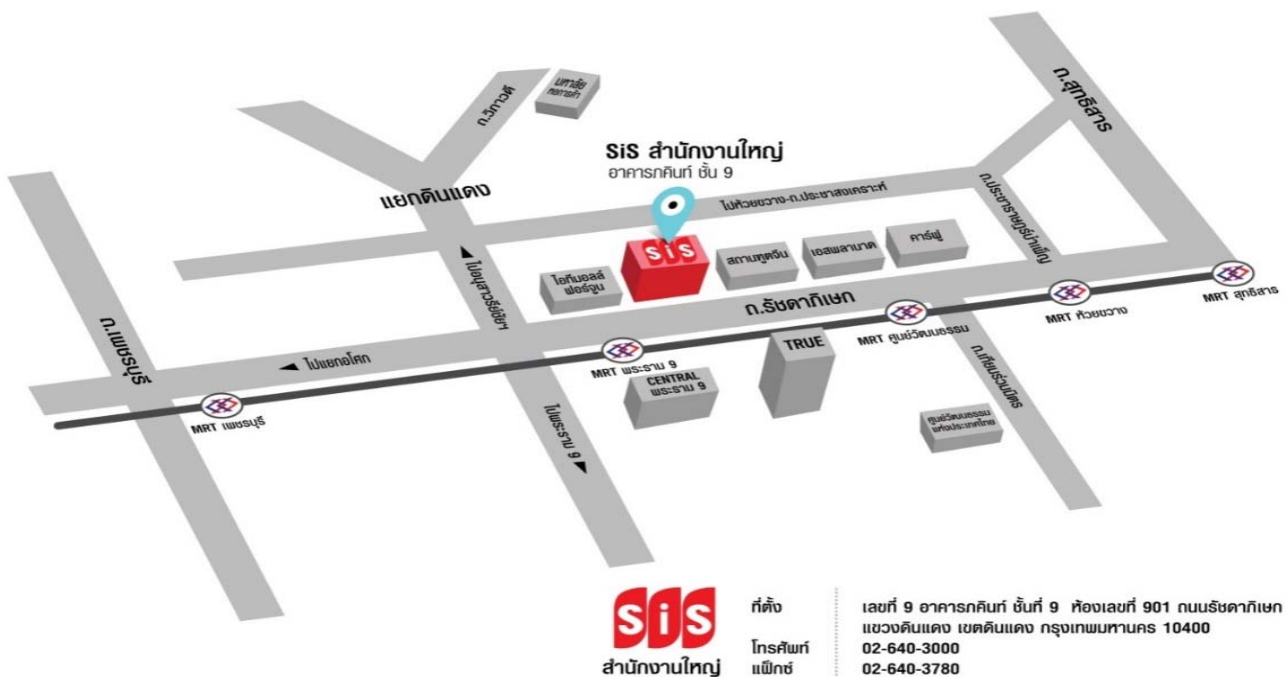 ถ.สุทธิสาร
มหาลัย
หอการค้า
ถ.วิภาวดี
SiS สำนักงานใหญ่
อาคารภคินท์ ชั้น 9
แยกดินแดง
ไปห้วยขวาง-ถ.ประชาสงเคราะห์
ถ.ประชาราษฎร์บำเพ็ญ
SiS
ไอทีมอลล์
ฟอร์จูน
สถานฑูตจีน
เอสพลานาด
คาร์ฟู
ไปอนุสาวรีย์ชัยฯ
ถ.รัชดาภิเษก
ถ.เพชรบุรี
ไปแยกอโศก
MRT สุทธิสาร
MRT ห้วยขวาง
MRT ศูนย์วัฒนธรรม
MRT พระราม 9
MRT เพชรบุรี
TRUE
CENTRAL
พระราม 9
ถ.เทียนร่วมมิตร
ไปพระราม 9
ศูนย์วัฒนธรรม
แห่งประเทศไทย
SiS
สำนักงานใหญ่
ที่ตั้ง เลขที่ 9 อาคารภคินท์ ชั้นที่ 9 ห้องเลขที่ 901 ถนนรัชดาภิเษก
แขวงดินแดง เขตดินแดง กรุงเทพมหานคร 10400
โทรศัพท์ 02-640-3000
แฟ็กซ์ 02-640-3780